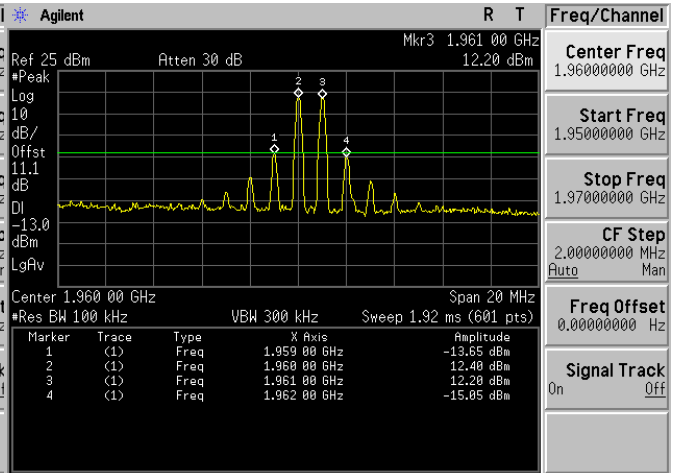 Agilent R T Freq/Channel
Mkr3 1.961 00 GHz
Ref 25 dBm Atten 30 dB 12.20 dBm
#Peak
Log
10
dB/
Offst
11.1
dB
DI
-13.0
dBm
LgAv
1
2
3
4
Center 1.960 00 GHz Span 20 MHz
#Res BW 100 kHz VBW 300 kHz Sweep 1.92 ms (601 pts)
Marker Trace Type X Axis Amplitude
1 (1) Freq 1.959 00 GHz -13.65 dBm
2 (1) Freq 1.960 00 GHz 12.40 dBm
3 (1) Freq 1.961 00 GHz 12.20 dBm
4 (1) Freq 1.962 00 GHz -15.05 dBm
Center Freq
1.96000000 GHz
Start Freq
1.95000000 GHz
Stop Freq
1.97000000 GHz
CF Step
2.00000000 MHz
Auto Man
Freq Offset
0.00000000 Hz
Signal Track
On Off